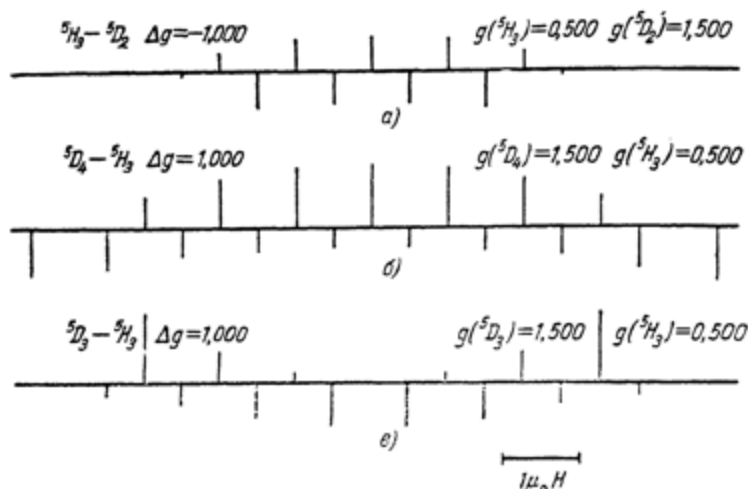 ⁵H₃ – ⁵D₂ Δg=–1,000 g(⁵H₃)=0,500 g(⁵D₂)=1,500
а)
⁵D₄ – ⁵H₃ Δg=1,000 g(⁵D₄)=1,500 g(⁵H₃)=0,500
б)
⁵D₃ – ⁵H₃ Δg=1,000 g(⁵D₃)=1,500 g(⁵H₃)=0,500
в)
1μ₀H